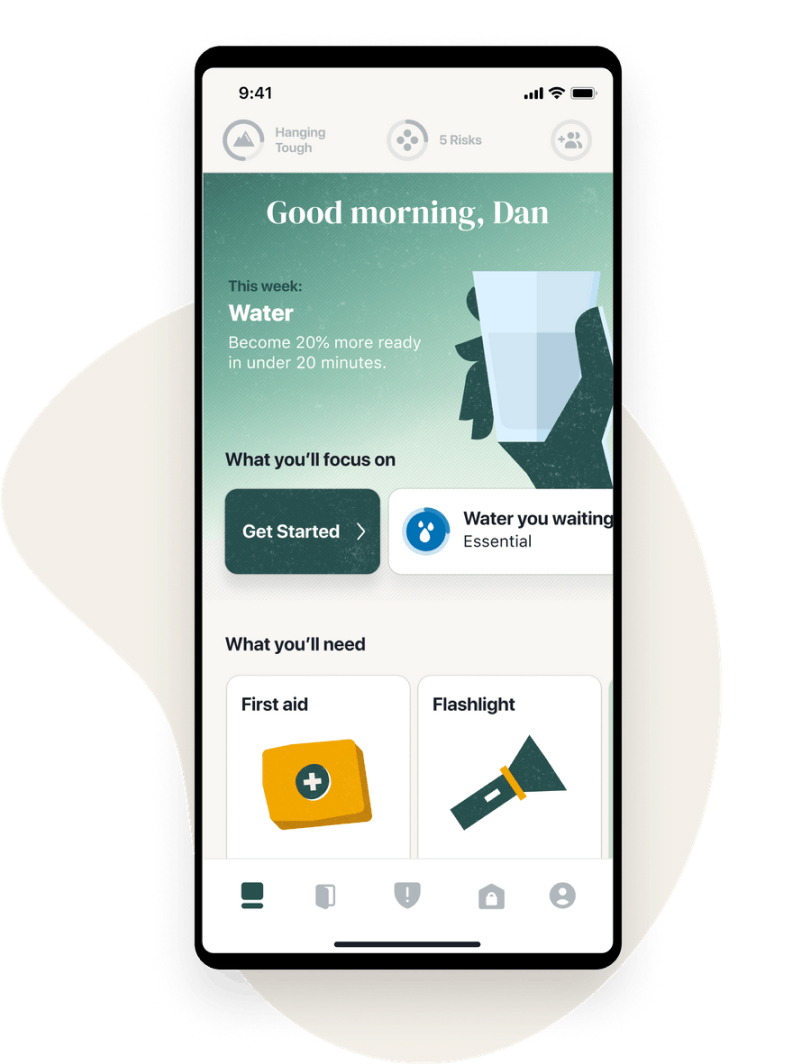 9:41
Hanging
Tough
5 Risks
Good morning, Dan
This week:
Water
Become 20% more ready
in under 20 minutes.
What you’ll focus on
Get Started
Water you waiting
Essential
What you’ll need
First aid
Flashlight